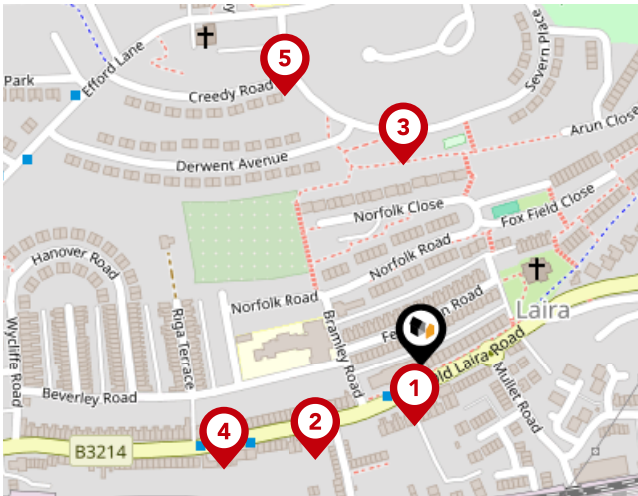 Park
Efford Lane
5
Creedy Road
Severn Place
3
Arun Close
Derwent Avenue
Norfolk Close
Fox Field Close
Hanover Road
Norfolk Road
Norfolk Road
Laira
Wycliffe Road
Riga Terrace
Bramley Road
Road
1
ld Laira Road
Mullet Road
Beverley Road
4
2
B3214